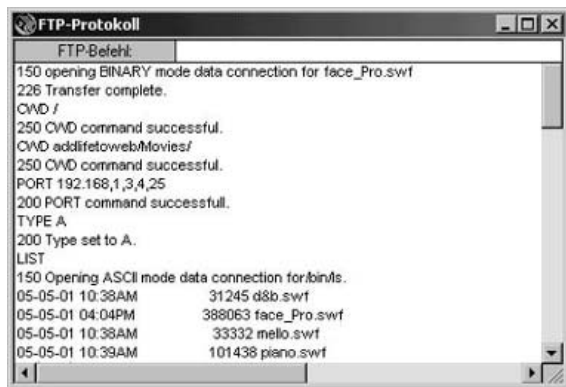 FTP-Protokoll
FTP-Befehl:
150 opening BINARY mode data connection for face_Pro.swf
226 Transfer complete.
CWD /
250 CWD command successful.
CWD addlifetoweb/Movies/
250 CWD command successful.
PORT 192.168,1,3,4,25
200 PORT command successfull.
TYPE A
200 Type set to A.
LIST
150 Opening ASCII mode data connection for/bin/ls.
05-05-01 10:38AM 31245 d&b.swf
05-05-01 04:04PM 388063 face_Pro.swf
05-05-01 10:38AM 33332 mello.swf
05-05-01 10:39AM 101438 piano.swf